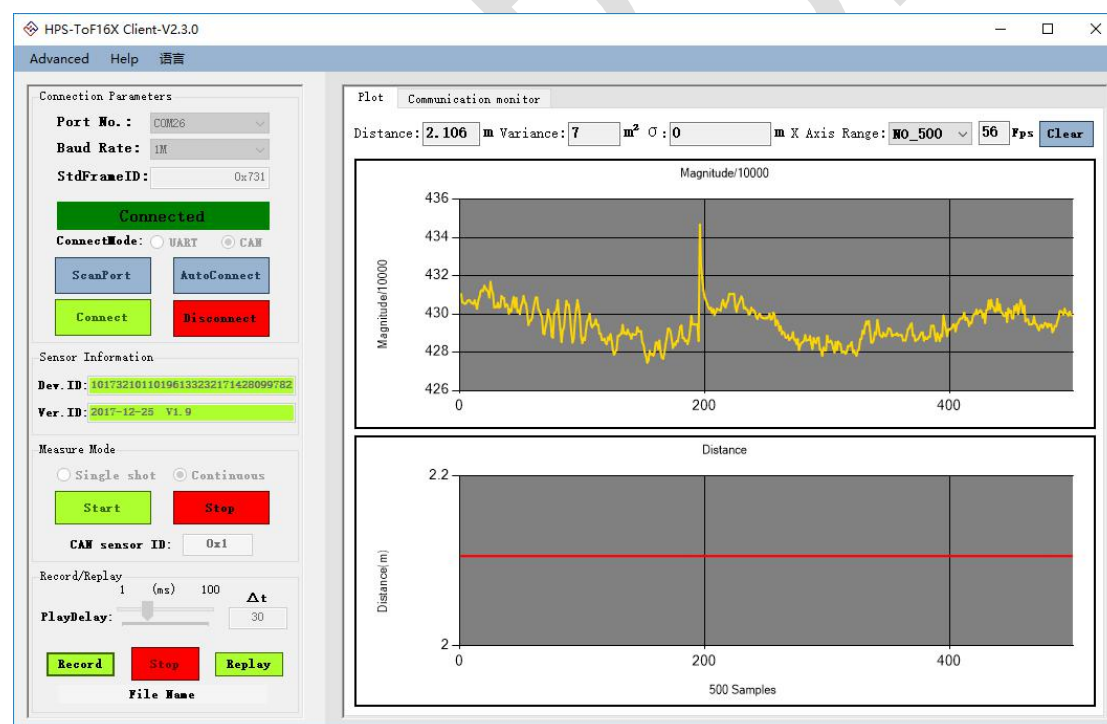 HPS-ToF16X Client-V2.3.0
Advanced Help 语言
Connection Parameters
Port No.: COM26
Baud Rate: 1M
StdFrameID: 0x731
Connected
ConnectMode: UART CAN
ScanPort AutoConnect
Connect Disconnect
Sensor Information
Dev.ID: 101732101101961333232171428099782
Ver.ID: 2017-12-25 V1.9
Measure Mode
Single shot Continuous
Start Stop
CAN sensor ID: 0x1
Record/Replay
1 (ms) 100 Δt
PlayDelay: 30
Record Stop Replay
File Name
Plot Communication monitor
Distance: 2.106 m Variance: 7 m² σ: 0 m X Axis Range: NO_500 56 Fps Clear
Magnitude/10000
Magnitude/10000
436
434
432
430
428
426
0 200 400
Distance
Distance(m)
2.2
2
0 200 400
500 Samples